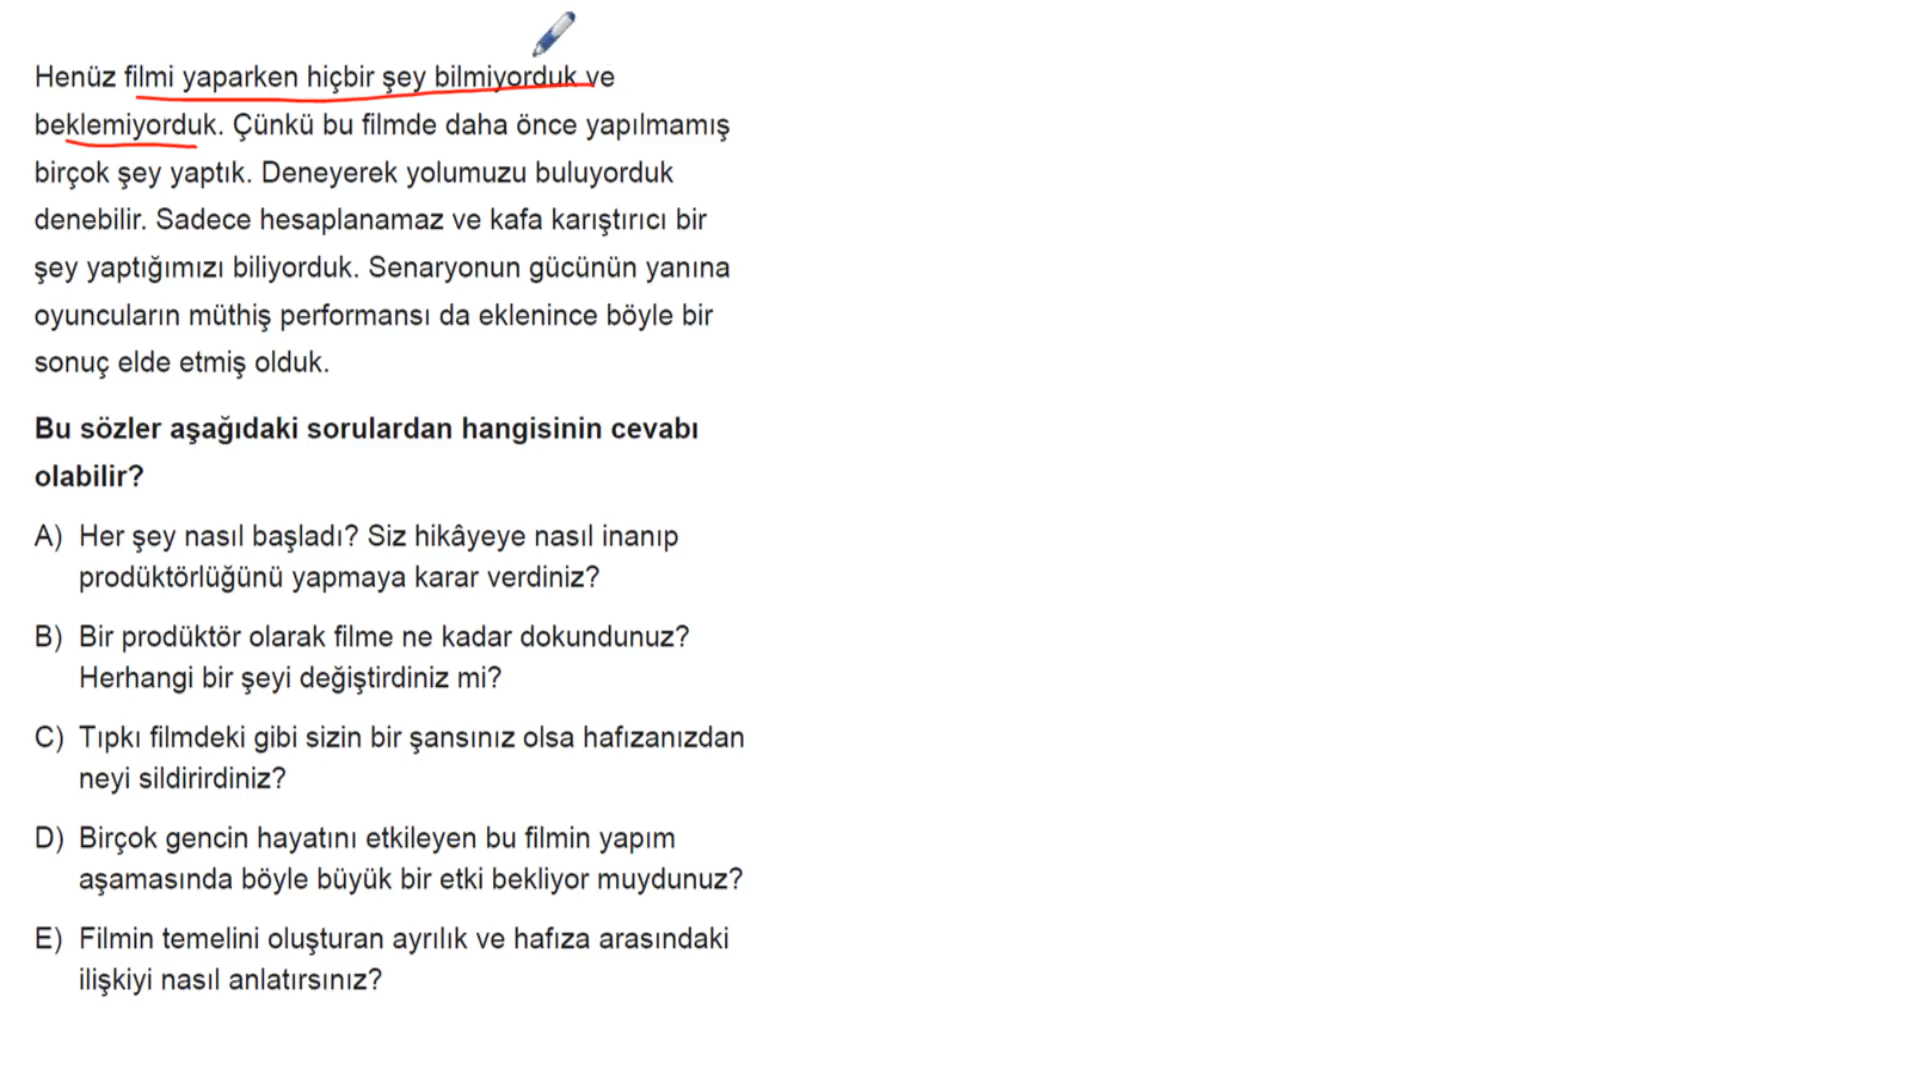 Henüz filmi yaparken hiçbir şey bilmiyorduk ve
beklemiyorduk. Çünkü bu filmde daha önce yapılmamış
birçok şey yaptık. Deneyerek yolumuzu buluyorduk
denebilir. Sadece hesaplanamaz ve kafa karıştırıcı bir
şey yaptığımızı biliyorduk. Senaryonun gücünün yanına
oyuncuların müthiş performansı da eklenince böyle bir
sonuç elde etmiş olduk.
Bu sözler aşağıdaki sorulardan hangisinin cevabı
olabilir?
A) Her şey nasıl başladı? Siz hikâyeye nasıl inanıp
prodüktörlüğünü yapmaya karar verdiniz?
B) Bir prodüktör olarak filme ne kadar dokundunuz?
Herhangi bir şeyi değiştirdiniz mi?
C) Tıpkı filmdeki gibi sizin bir şansınız olsa hafızanızdan
neyi sildirirdiniz?
D) Birçok gencin hayatını etkileyen bu filmin yapım
aşamasında böyle büyük bir etki bekliyor muydunuz?
E) Filmin temelini oluşturan ayrılık ve hafıza arasındaki
ilişkiyi nasıl anlatırsınız?